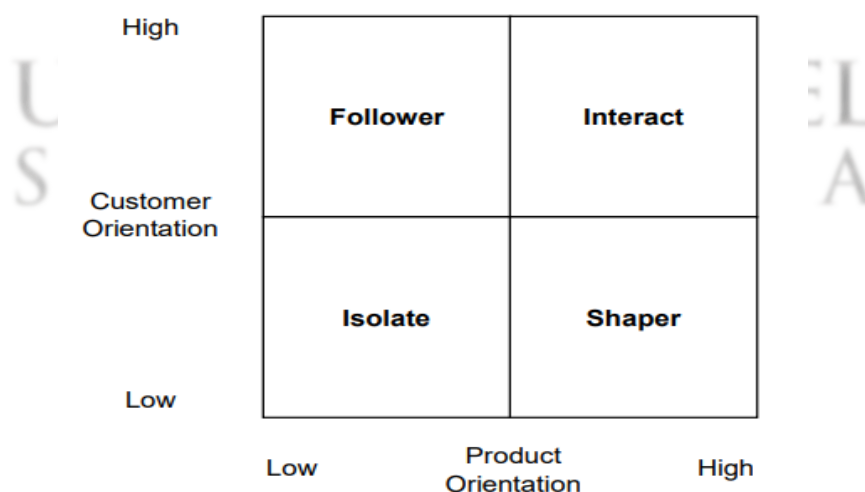 High
Follower Interact
Customer
Orientation
Isolate Shaper
Low
Low Product High
Orientation